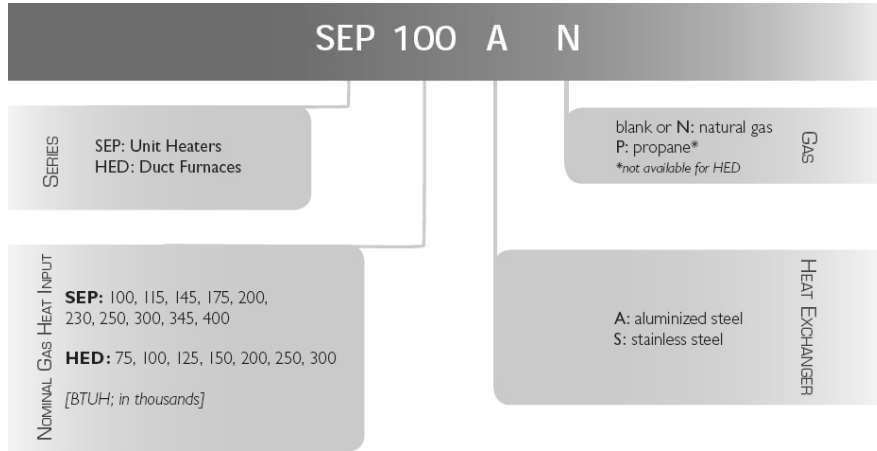 SEP 100 A N
SERIES
SEP: Unit Heaters
HED: Duct Furnaces
blank or N: natural gas
P: propane*
*not available for HED
GAS
NOMINAL GAS HEAT INPUT
SEP: 100, 115, 145, 175, 200,
230, 250, 300, 345, 400
HED: 75, 100, 125, 150, 200, 250, 300
[BTUH; in thousands]
A: aluminized steel
S: stainless steel
HEAT EXCHANGER